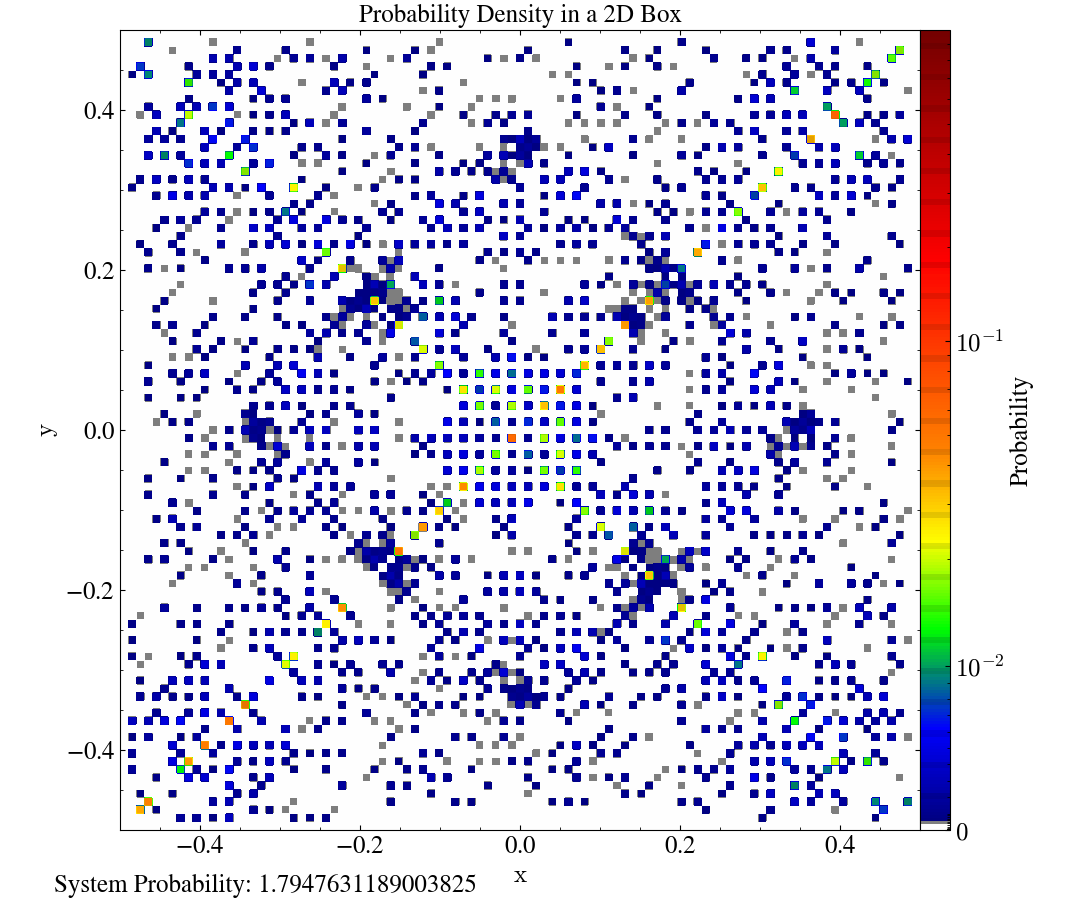 Probability Density in a 2D Box
0.4
0.2
0.0
−0.2
−0.4
y
−0.4 −0.2 0.0 0.2 0.4
x
10⁻¹
10⁻²
0
Probability
System Probability: 1.7947631189003825